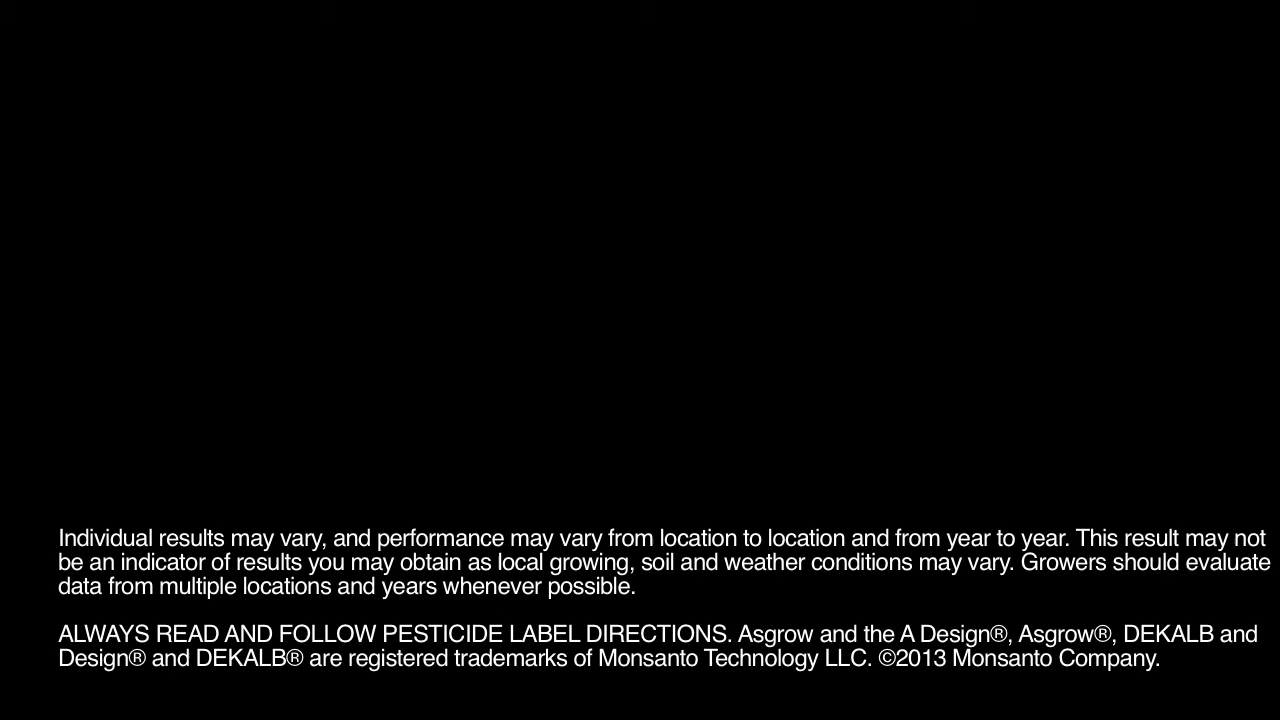 Individual results may vary, and performance may vary from location to location and from year to year. This result may not
be an indicator of results you may obtain as local growing, soil and weather conditions may vary. Growers should evaluate
data from multiple locations and years whenever possible.
ALWAYS READ AND FOLLOW PESTICIDE LABEL DIRECTIONS. Asgrow and the A Design®, Asgrow®, DEKALB and
Design® and DEKALB® are registered trademarks of Monsanto Technology LLC. ©2013 Monsanto Company.